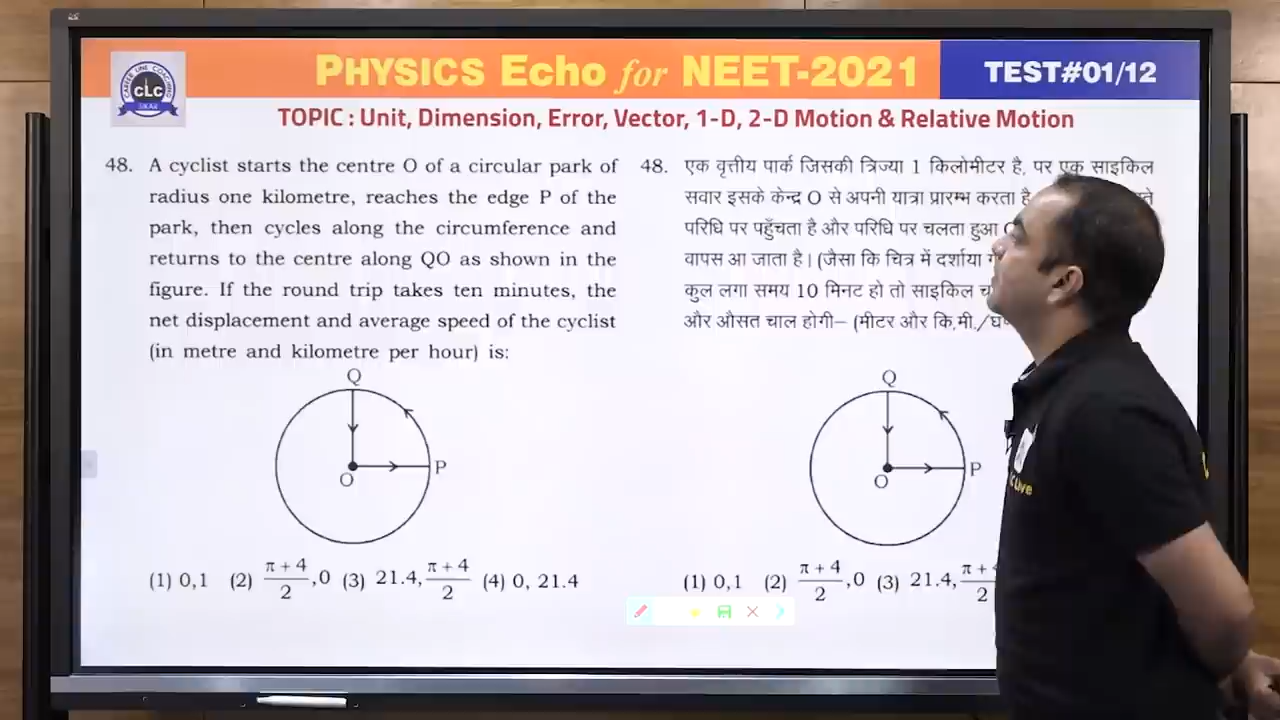 PHYSICS Echo for NEET-2021
TEST#01/12
CAREER LINE COACHING
CLC
SIKAR
TOPIC : Unit, Dimension, Error, Vector, 1-D, 2-D Motion & Relative Motion
48. A cyclist starts the centre O of a circular park of
radius one kilometre, reaches the edge P of the
park, then cycles along the circumference and
returns to the centre along QO as shown in the
figure. If the round trip takes ten minutes, the
net displacement and average speed of the cyclist
(in metre and kilometre per hour) is:
Q
O
P
(1) 0,1 (2) π + 4 / 2 ,0 (3) 21.4, π + 4 / 2 (4) 0, 21.4
48. एक वृत्तीय पार्क जिसकी त्रिज्या 1 किलोमीटर है, पर एक साइकिल
सवार इसके केन्द्र O से अपनी यात्रा प्रारम्भ करता है
परिधि पर पहुँचता है और परिधि पर चलता हुआ
वापस आ जाता है। (जैसा कि चित्र में दर्शाया
कुल लगा समय 10 मिनट हो तो साइकिल
और औसत चाल होगी– (मीटर और कि.मी./
Q
O
P
(1) 0,1 (2) π + 4 / 2 ,0 (3) 21.4, π + / 2